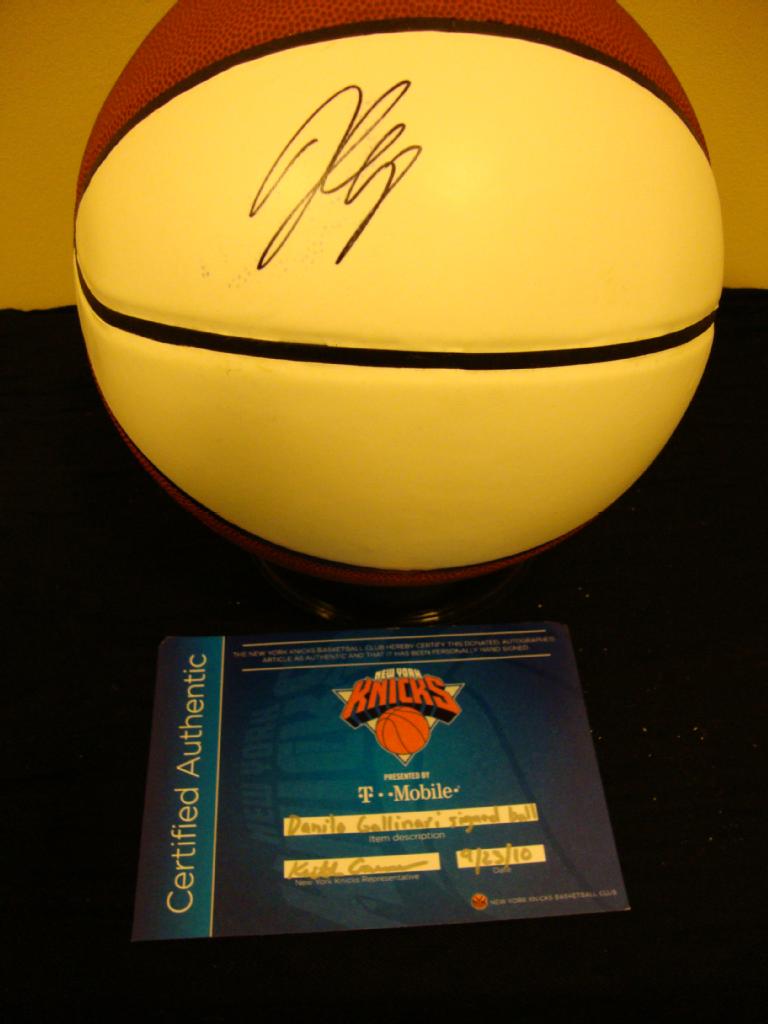 Certified Authentic
THE NEW YORK KNICKS BASKETBALL CLUB HEREBY CERTIFY THIS DONATED, AUTOGRAPHED
ARTICLE AS AUTHENTIC AND THAT IT HAS BEEN PERSONALLY HAND SIGNED.
NEW YORK
KNICKS
PRESENTED BY
T··Mobile·
Danilo Gallinari signed ball
Item description
9/23/10
New York Knicks Representative
Date
NEW YORK KNICKS BASKETBALL CLUB